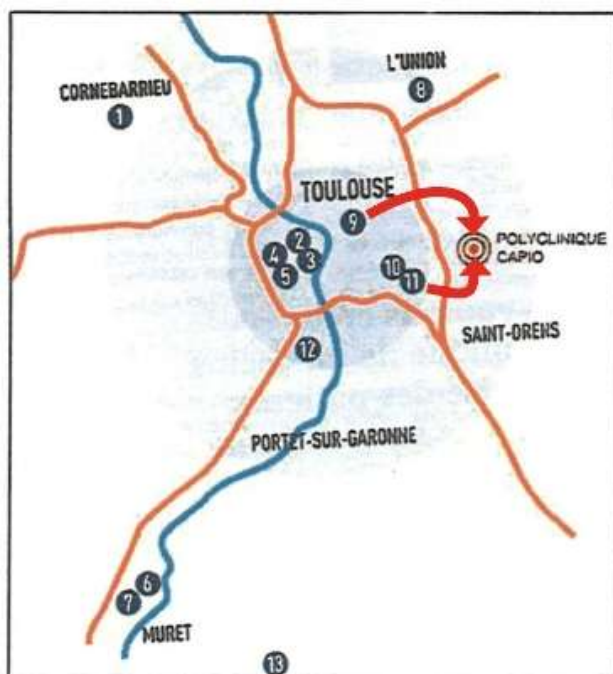 L'UNION
8
CORNEBARRIEU
1
TOULOUSE
9
2
4
3
5
POLYCLINIQUE
CAPIO
10
11
SAINT-ORENS
12
PORTET-SUR-GARONNE
6
7
MURET
13